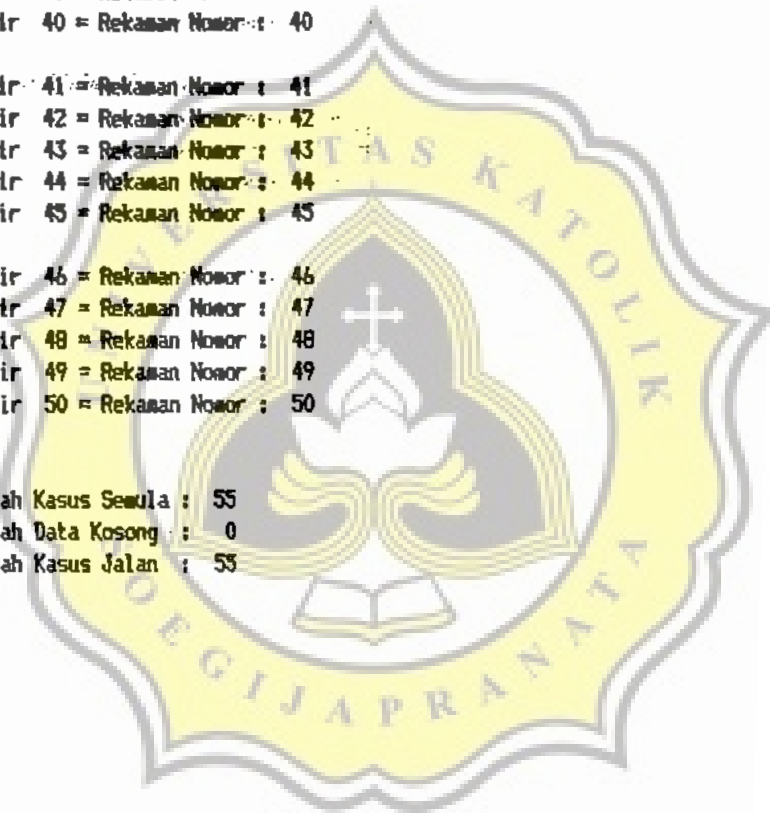 ir 40 = Rekaman Nomor : 40
ir 41 = Rekaman Nomor : 41
ir 42 = Rekaman Nomor : 42
ir 43 = Rekaman Nomor : 43
ir 44 = Rekaman Nomor : 44
ir 45 = Rekaman Nomor : 45
ir 46 = Rekaman Nomor : 46
ir 47 = Rekaman Nomor : 47
ir 48 = Rekaman Nomor : 48
ir 49 = Rekaman Nomor : 49
ir 50 = Rekaman Nomor : 50
ah Kasus Semula : 55
ah Data Kosong : 0
ah Kasus Jalan : 55
UNIVERSITAS KATOLIK
SOEGIJAPRANATA